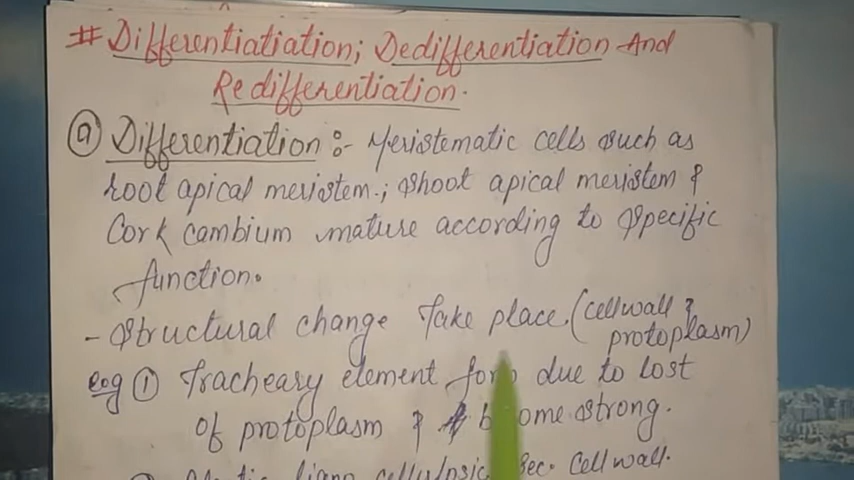 # Differentiatiation; Dedifferentiation And
Redifferentiation.
(a) Differentiation :- Meristematic cells such as
root apical meristem.; shoot apical meristem &
Cork cambium mature according to specific
function.
- Structural change take place. (cellwall &
protoplasm)
eg (1) Tracheary element form due to lost
of protoplasm & become strong.
cellulosic sec. Cell wall.